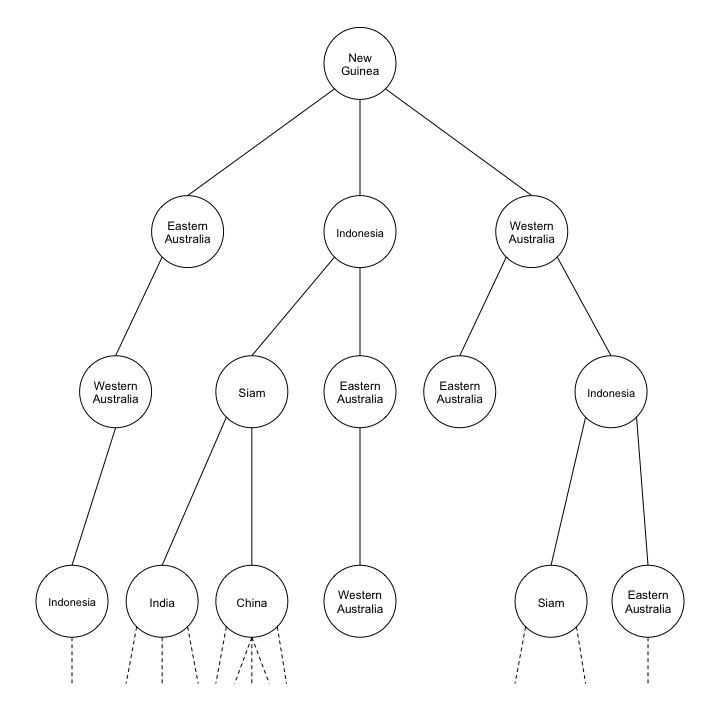 New
Guinea
Eastern
Australia
Indonesia
Western
Australia
Western
Australia
Siam
Eastern
Australia
Eastern
Australia
Indonesia
Indonesia
India
China
Western
Australia
Siam
Eastern
Australia